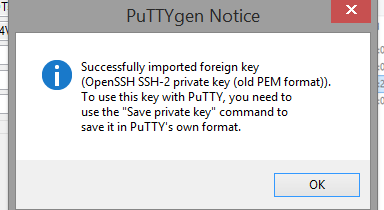 PuTTYgen Notice
Successfully imported foreign key
(OpenSSH SSH-2 private key (old PEM format)).
To use this key with PuTTY, you need to
use the "Save private key" command to
save it in PuTTY's own format.
OK